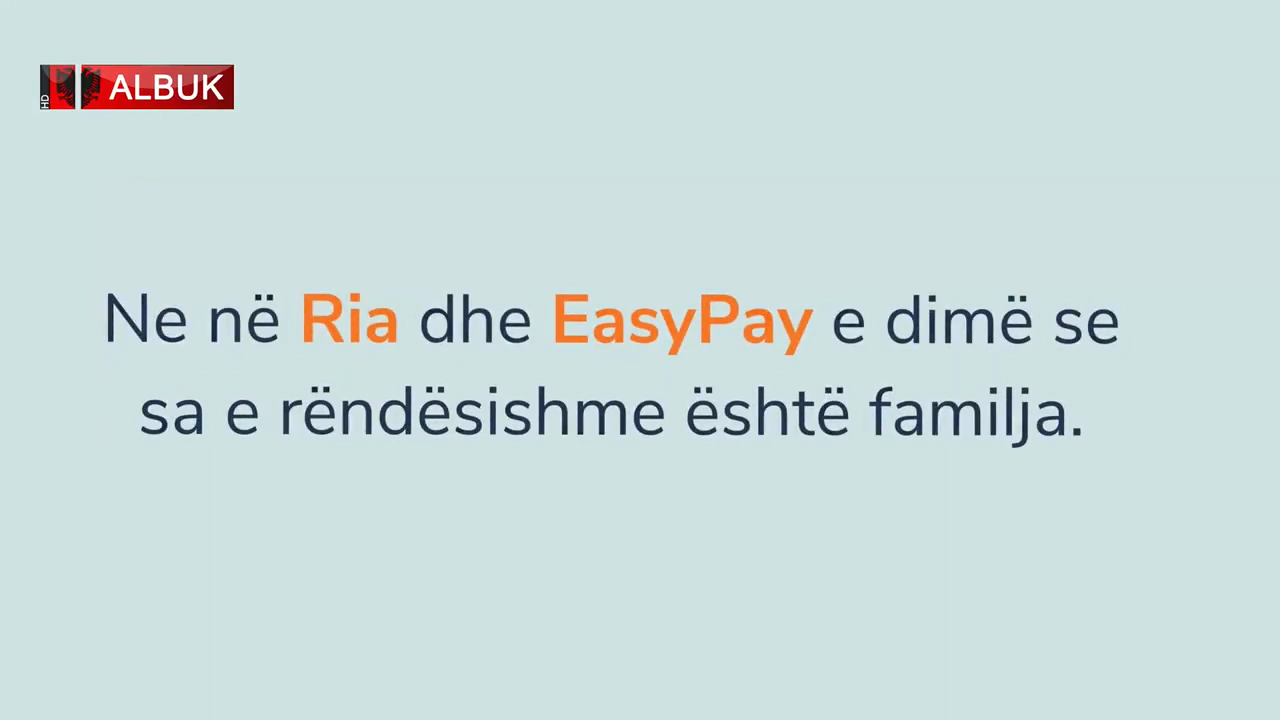 HD ALBUK
Ne në Ria dhe EasyPay e dimë se
sa e rëndësishme është familja.